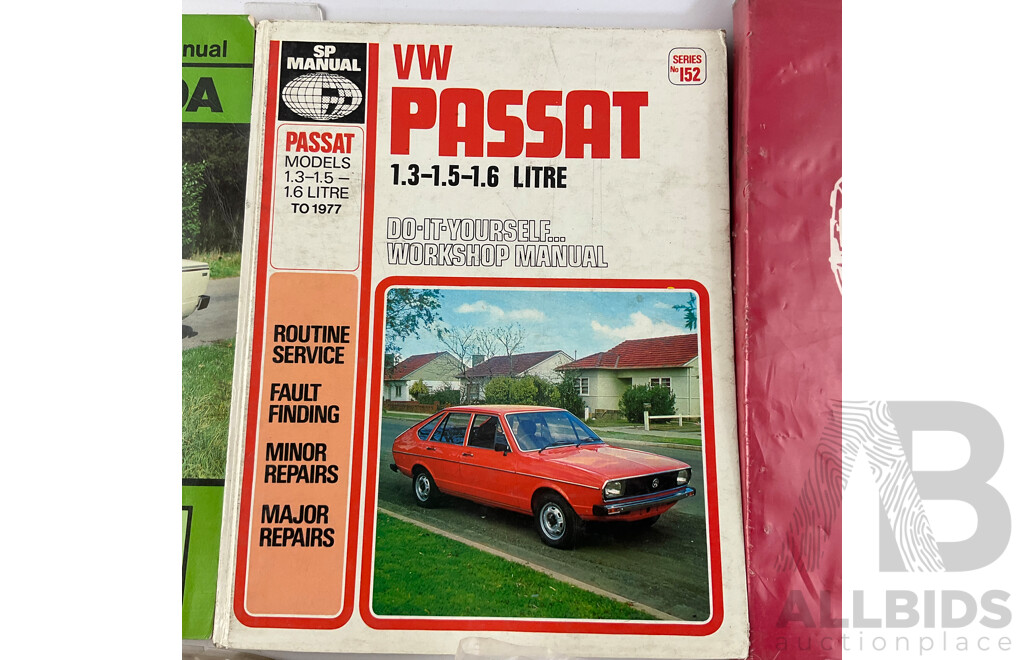 nual
DA
SP
MANUAL
PASSAT
MODELS
1.3-1.5-
1.6 LITRE
TO 1977
ROUTINE
SERVICE
FAULT
FINDING
MINOR
REPAIRS
MAJOR
REPAIRS
VW
PASSAT
1.3-1.5-1.6 LITRE
SERIES
No 152
DO-IT-YOURSELF...
WORKSHOP MANUAL
AB
ALLBIDS
auctionplace